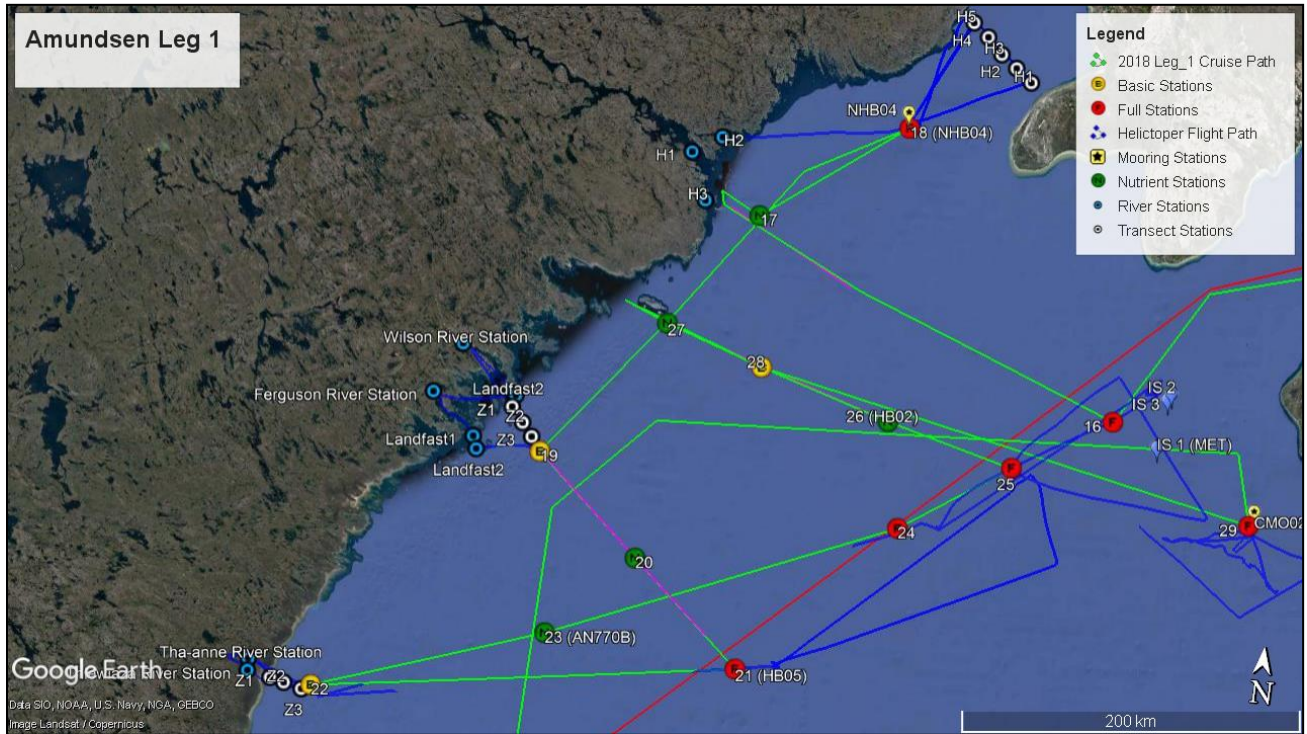 Amundsen Leg 1
Legend
2018 Leg_1 Cruise Path
Basic Stations
Full Stations
Helictoper Flight Path
Mooring Stations
Nutrient Stations
River Stations
Transect Stations
H5
H4
H3
H2
H1
NHB04
18 (NHB04)
H2
H1
H3
17
27
Wilson River Station
28
Ferguson River Station
Landfast2
Z1
Z2
Z3
Landfast1
Landfast2
19
26 (HB02)
16
IS 2
IS 3
IS 1 (MET)
25
24
29
CMO02
20
23 (AN770B)
21 (HB05)
Tha-anne River Station
River Station
Z1
Z2
Z3
22
Google Earth
Data SIO, NOAA, U.S. Navy, NGA, GEBCO
Image Landsat / Copernicus
N
200 km